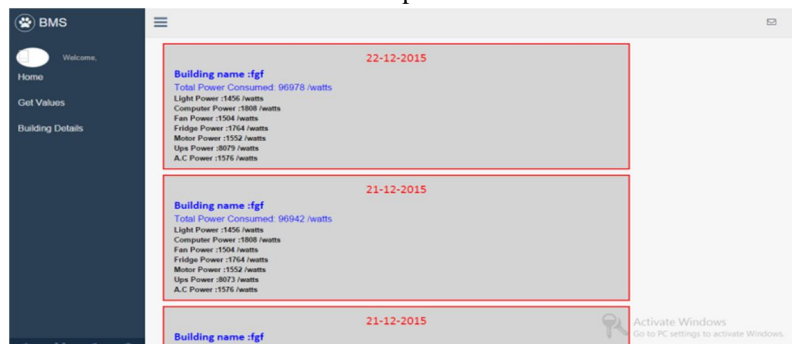 BMS
Welcome,
Home
Get Values
Building Details
22-12-2015
Building name :fgf
Total Power Consumed: 96978 /watts
Light Power :1456 /watts
Computer Power :1808 /watts
Fan Power :1504 /watts
Fridge Power :1764 /watts
Motor Power :1552 /watts
Ups Power :8079 /watts
A.C Power :1576 /watts
21-12-2015
Building name :fgf
Total Power Consumed: 96942 /watts
Light Power :1456 /watts
Computer Power :1808 /watts
Fan Power :1504 /watts
Fridge Power :1764 /watts
Motor Power :1552 /watts
Ups Power :8073 /watts
A.C Power :1576 /watts
21-12-2015
Building name :fgf
Activate Windows
Go to PC settings to activate Windows.